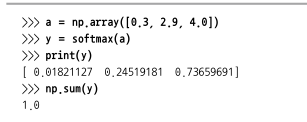 >>> a = np.array([0.3, 2.9, 4.0])
>>> y = softmax(a)
>>> print(y)
[ 0.01821127 0.24519181 0.73659691]
>>> np.sum(y)
1.0